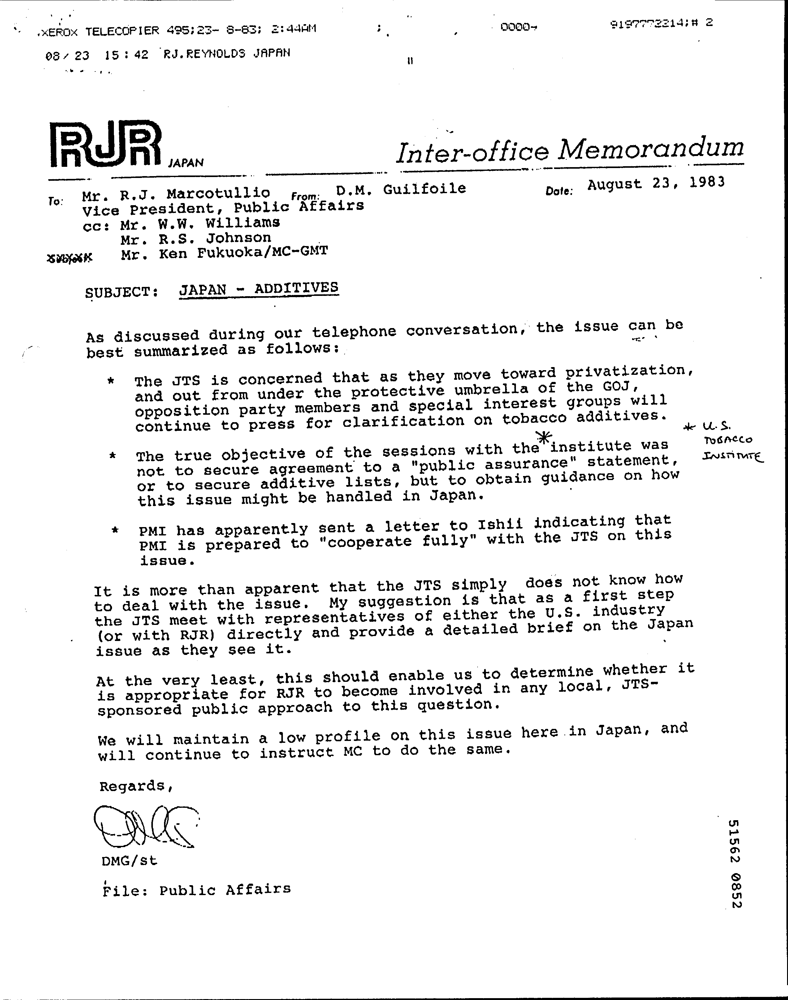 .XEROX TELECOPIER 495;23- 8-83; 2:44AM ; 0000→ 9197772214;# 2
08/23 15:42 RJ.REYNOLDS JAPAN
RJR JAPAN Inter-office Memorandum
To: Mr. R.J. Marcotullio From: D.M. Guilfoile Date: August 23, 1983
Vice President, Public Affairs
cc: Mr. W.W. Williams
Mr. R.S. Johnson
Mr. Ken Fukuoka/MC-GMT
SUBJECT: JAPAN - ADDITIVES
As discussed during our telephone conversation, the issue can be
best summarized as follows:
* The JTS is concerned that as they move toward privatization,
and out from under the protective umbrella of the GOJ,
opposition party members and special interest groups will
continue to press for clarification on tobacco additives.
* U.S.
TOBACCO
INSTITUTE
* The true objective of the sessions with the * institute was
not to secure agreement to a "public assurance" statement,
or to secure additive lists, but to obtain guidance on how
this issue might be handled in Japan.
* PMI has apparently sent a letter to Ishii indicating that
PMI is prepared to "cooperate fully" with the JTS on this
issue.
It is more than apparent that the JTS simply does not know how
to deal with the issue. My suggestion is that as a first step
the JTS meet with representatives of either the U.S. industry
(or with RJR) directly and provide a detailed brief on the Japan
issue as they see it.
At the very least, this should enable us to determine whether it
is appropriate for RJR to become involved in any local, JTS-
sponsored public approach to this question.
We will maintain a low profile on this issue here in Japan, and
will continue to instruct MC to do the same.
Regards,
DMG/st
File: Public Affairs
51562 0852